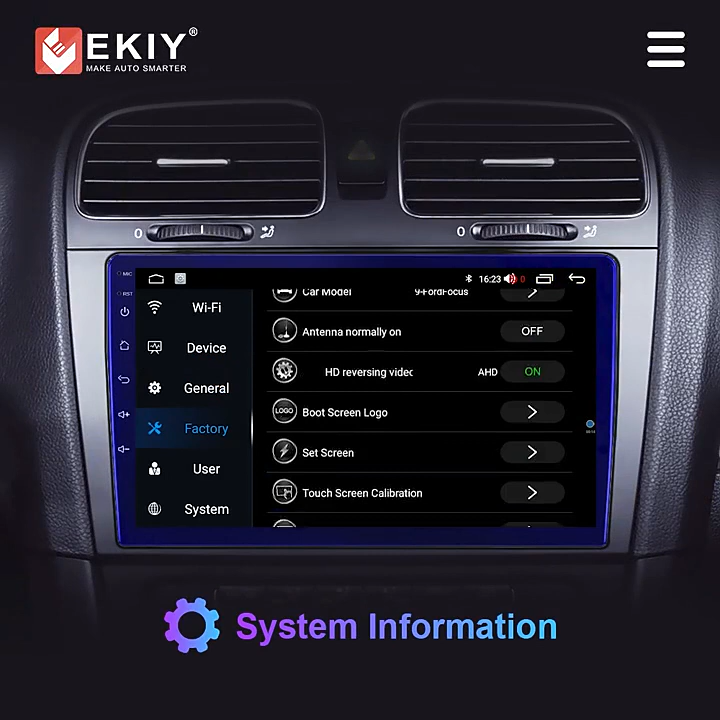 EKIY®
MAKE AUTO SMARTER
0
0
MIC
RST
16:23
0
Wi-Fi
Device
General
Factory
User
System
Car Model 9-FordFocus
Antenna normally on OFF
HD reversing video AHD ON
LOGO Boot Screen Logo
Set Screen
Touch Screen Calibration
System Information